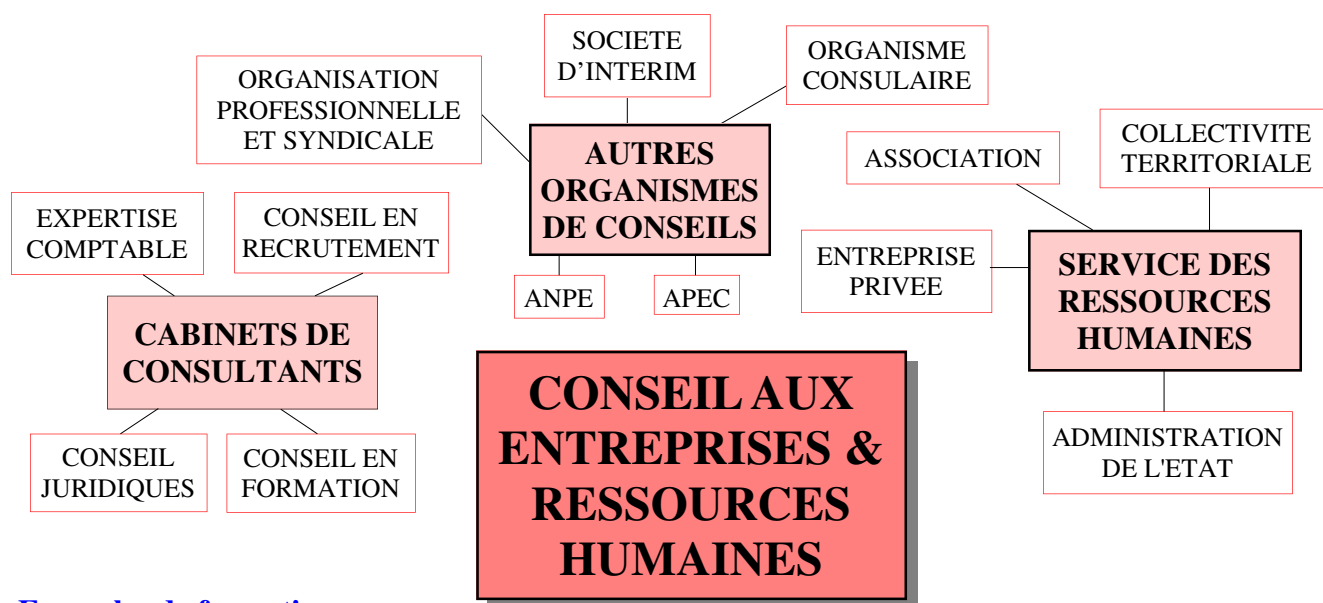 SOCIETE
D'INTERIM
ORGANISME
CONSULAIRE
ORGANISATION
PROFESSIONNELLE
ET SYNDICALE
AUTRES
ORGANISMES
DE CONSEILS
ANPE
APEC
COLLECTIVITE
TERRITORIALE
ASSOCIATION
ENTREPRISE
PRIVEE
SERVICE DES
RESSOURCES
HUMAINES
ADMINISTRATION
DE L'ETAT
EXPERTISE
COMPTABLE
CONSEIL EN
RECRUTEMENT
CABINETS DE
CONSULTANTS
CONSEIL
JURIDIQUES
CONSEIL EN
FORMATION
CONSEIL AUX
ENTREPRISES &
RESSOURCES
HUMAINES